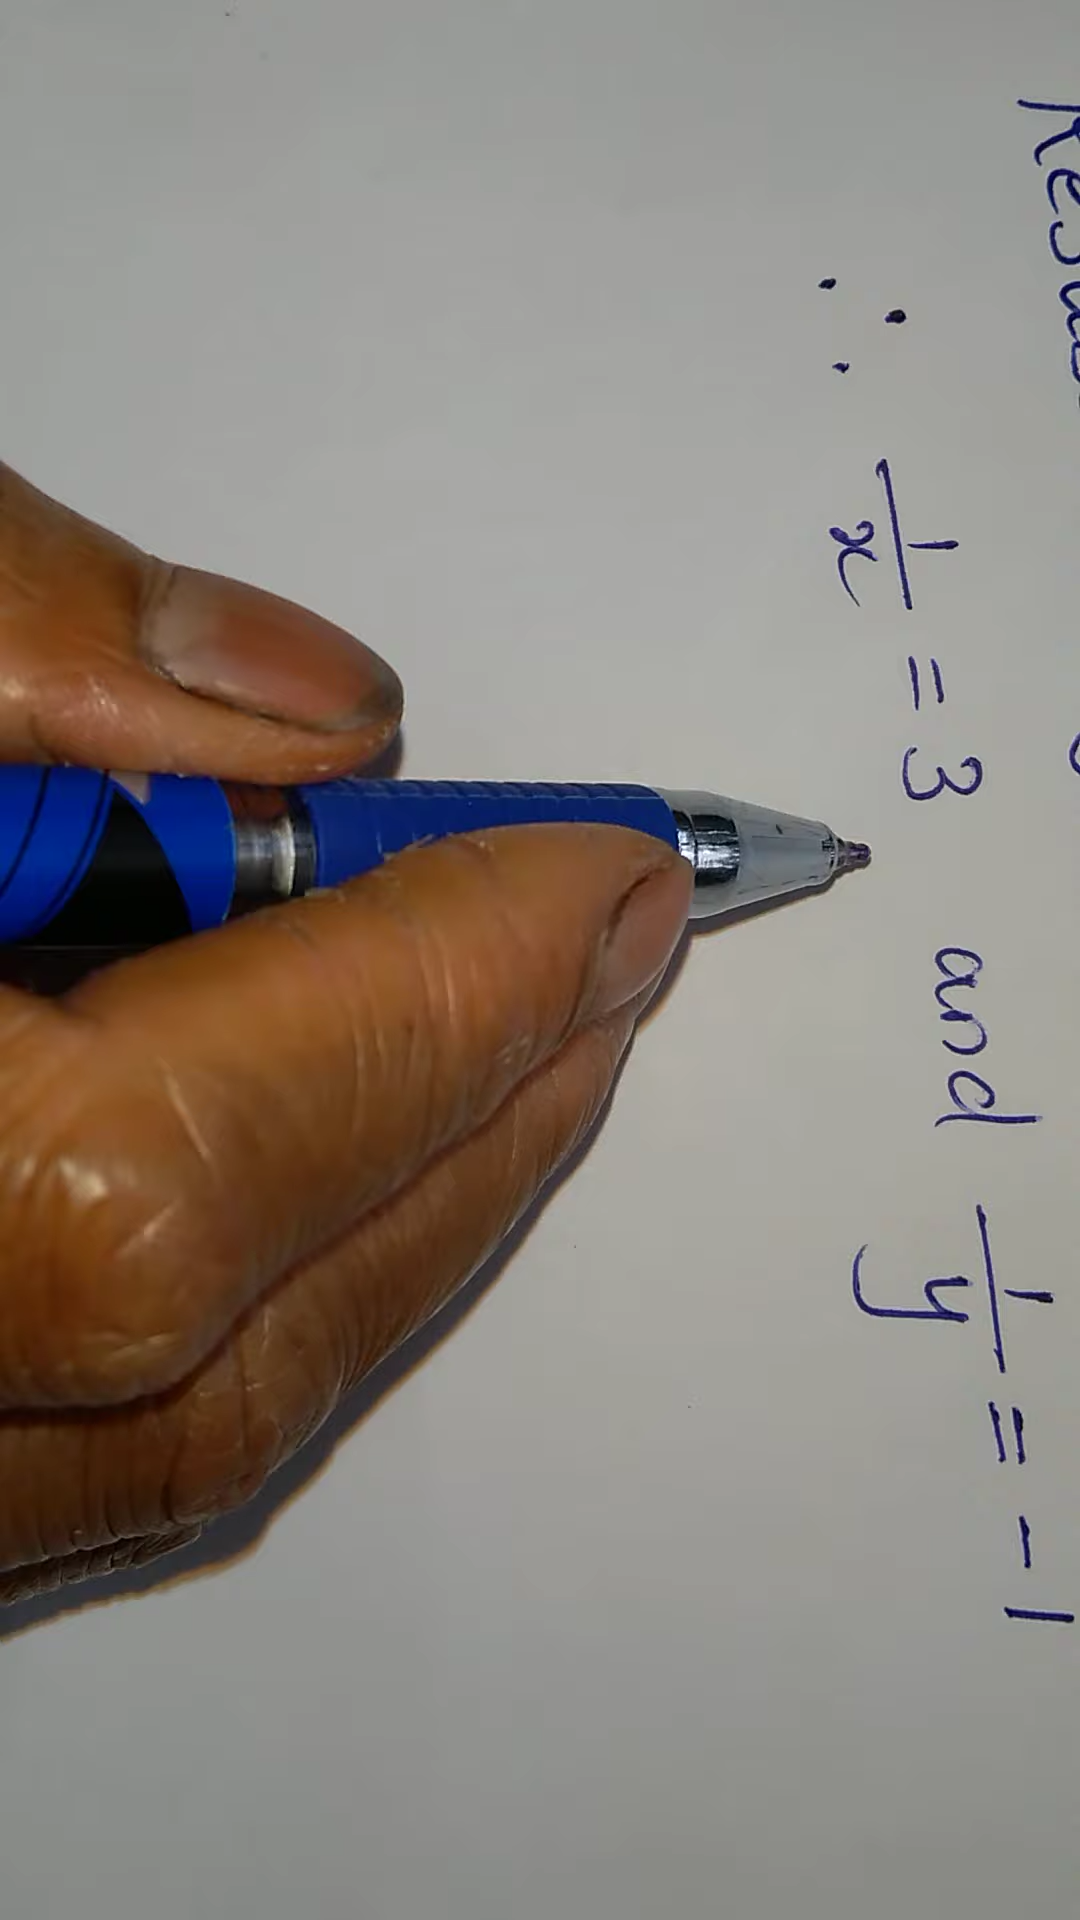 ∴ 1/x = 3 and 1/y = -1